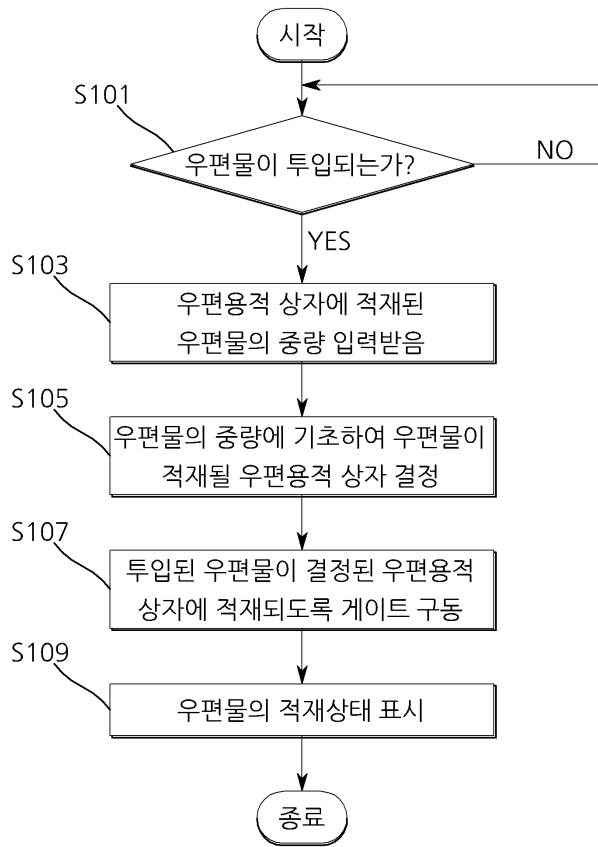 시작
S101
우편물이 투입되는가?
NO
YES
S103
우편용적 상자에 적재된
우편물의 중량 입력받음
S105
우편물의 중량에 기초하여 우편물이
적재될 우편용적 상자 결정
S107
투입된 우편물이 결정된 우편용적
상자에 적재되도록 게이트 구동
S109
우편물의 적재상태 표시
종료